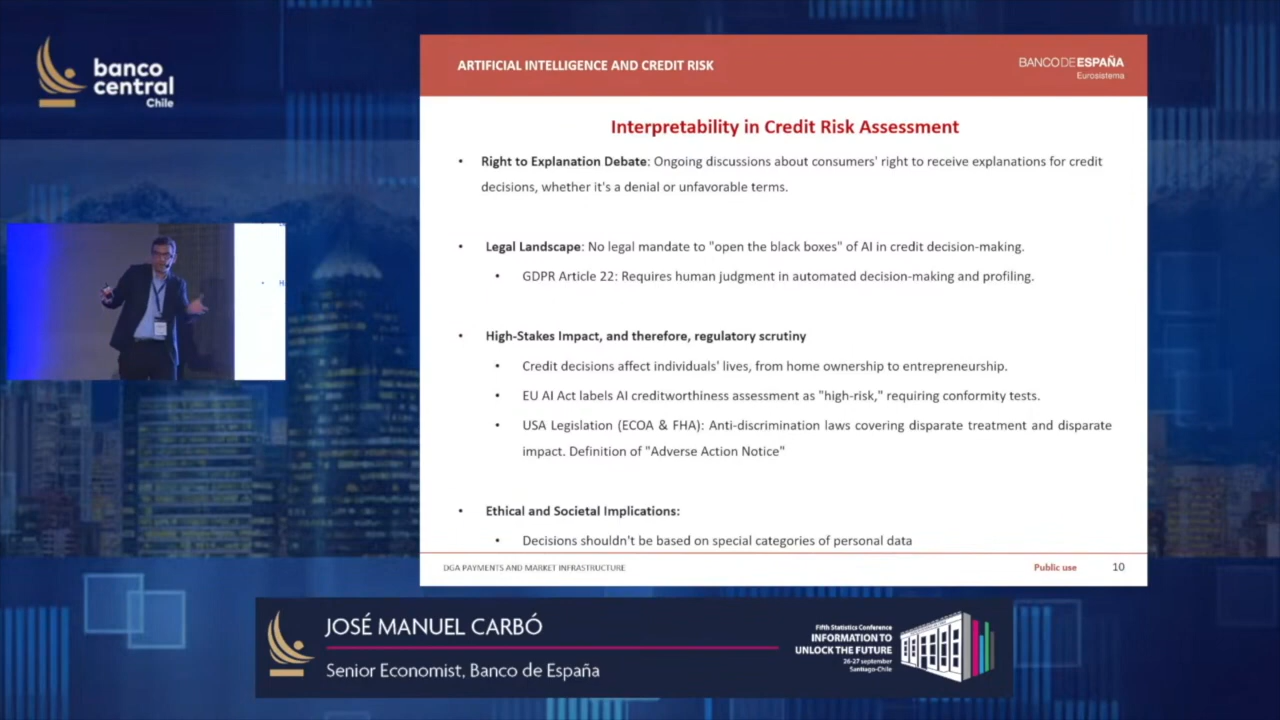 banco
central
Chile
ARTIFICIAL INTELLIGENCE AND CREDIT RISK
BANCODEESPAÑA
Eurosistema
Interpretability in Credit Risk Assessment
• Right to Explanation Debate: Ongoing discussions about consumers' right to receive explanations for credit
decisions, whether it's a denial or unfavorable terms.
• Legal Landscape: No legal mandate to "open the black boxes" of AI in credit decision-making.
• GDPR Article 22: Requires human judgment in automated decision-making and profiling.
• High-Stakes Impact, and therefore, regulatory scrutiny
• Credit decisions affect individuals' lives, from home ownership to entrepreneurship.
• EU AI Act labels AI creditworthiness assessment as "high-risk," requiring conformity tests.
• USA Legislation (ECOA & FHA): Anti-discrimination laws covering disparate treatment and disparate
impact. Definition of "Adverse Action Notice"
• Ethical and Societal Implications:
• Decisions shouldn't be based on special categories of personal data
DGA PAYMENTS AND MARKET INFRASTRUCTURE
Public use
10
JOSÉ MANUEL CARBÓ
Senior Economist, Banco de España
Fifth Statistics Conference
INFORMATION TO
UNLOCK THE FUTURE
26-27 september
Santiago-Chile